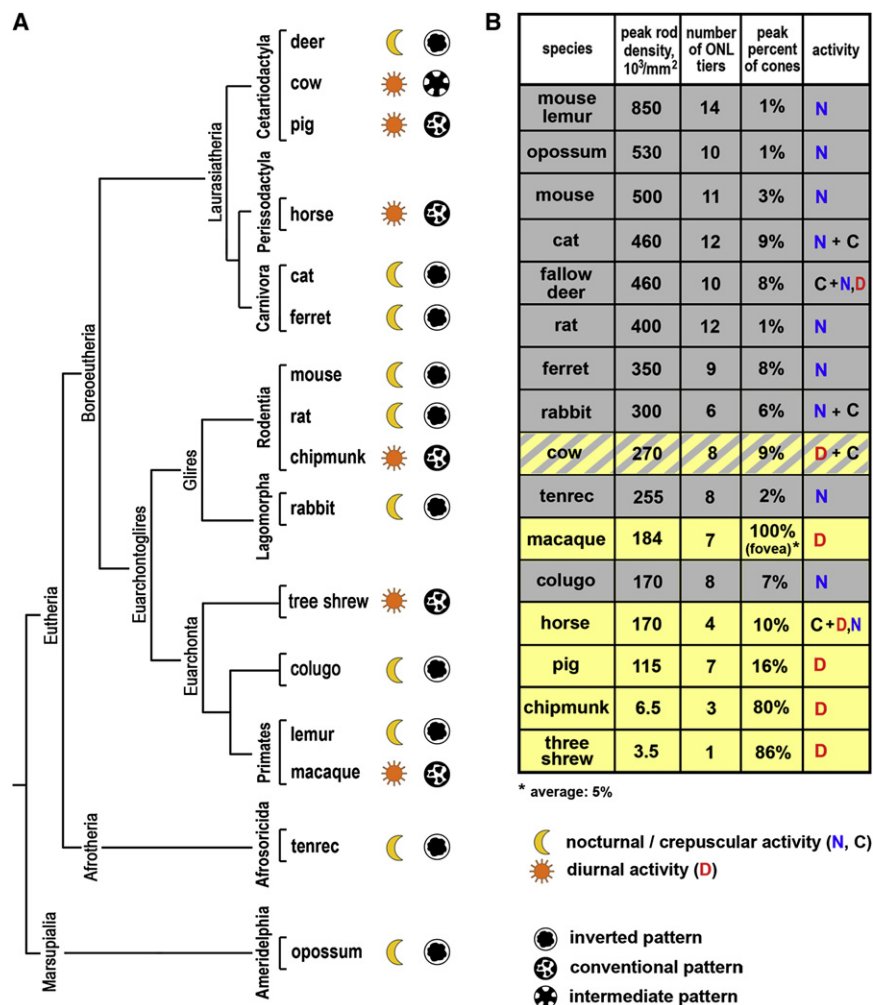 A
Cetartiodactyla
deer
cow
pig
Laurasiatheria
Perissodactyla
horse
Carnivora
cat
ferret
Boreoeutheria
Rodentia
mouse
rat
chipmunk
Glires
Lagomorpha
rabbit
Euarchontoglires
tree shrew
Eutheria
Euarchonta
colugo
Primates
lemur
macaque
Afrotheria
Afrosoricida
tenrec
Marsupialia
Ameridelphia
opossum
B
species
peak rod
density,
10³/mm²
number
of ONL
tiers
peak
percent
of cones
activity
mouse
lemur
850 14 1% N
opossum 530 10 1% N
mouse 500 11 3% N
cat 460 12 9% N + C
fallow
deer
460 10 8% C + N,D
rat 400 12 1% N
ferret 350 9 8% N
rabbit 300 6 6% N + C
cow 270 8 9% D + C
tenrec 255 8 2% N
macaque 184 7 100%
(fovea)* D
colugo 170 8 7% N
horse 170 4 10% C + D,N
pig 115 7 16% D
chipmunk 6.5 3 80% D
three
shrew
3.5 1 86% D
* average: 5%
nocturnal / crepuscular activity (N, C)
diurnal activity (D)
inverted pattern
conventional pattern
intermediate pattern